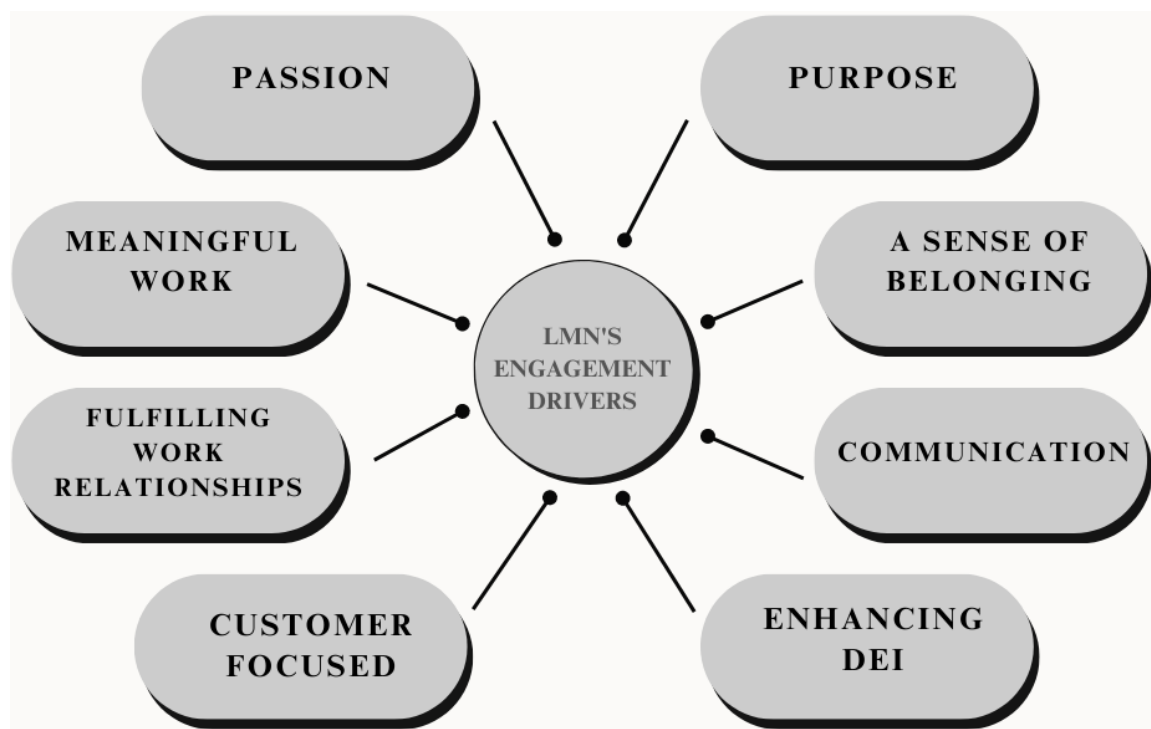 PASSION
PURPOSE
MEANINGFUL
WORK
A SENSE OF
BELONGING
LMN'S
ENGAGEMENT
DRIVERS
FULFILLING
WORK
RELATIONSHIPS
COMMUNICATION
CUSTOMER
FOCUSED
ENHANCING
DEI